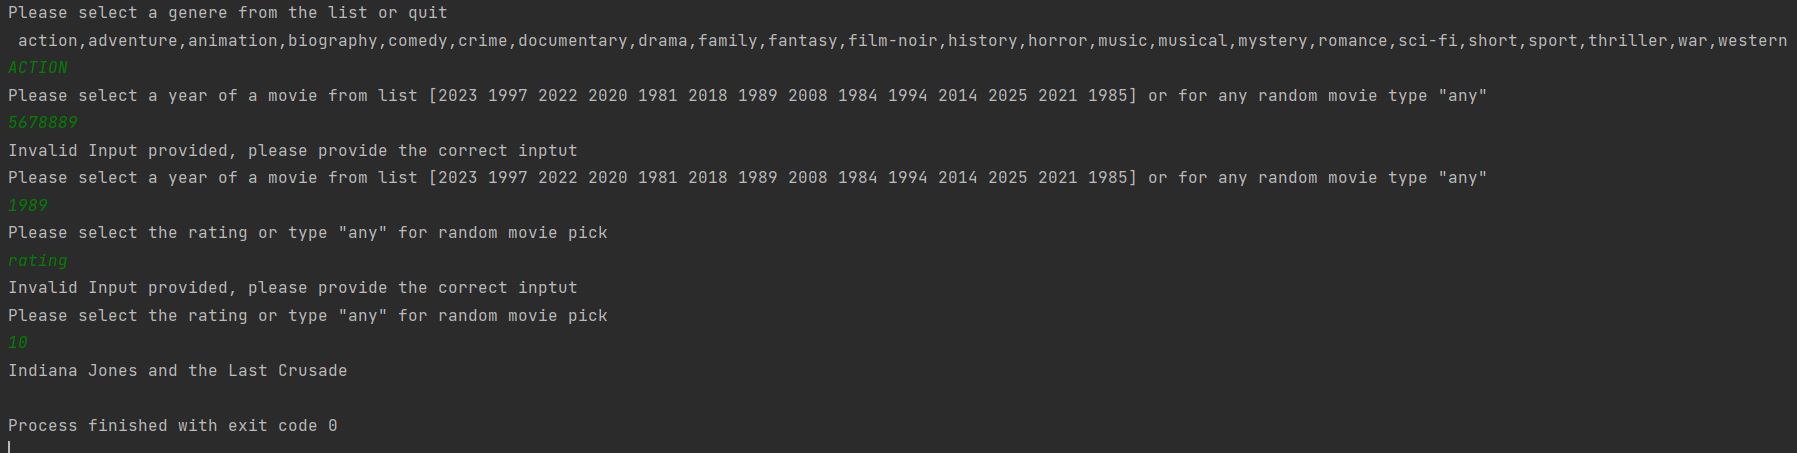 Please select a genere from the list or quit
action,adventure,animation,biography,comedy,crime,documentary,drama,family,fantasy,film-noir,history,horror,music,musical,mystery,romance,sci-fi,short,sport,thriller,war,western
ACTION
Please select a year of a movie from list [2023 1997 2022 2020 1981 2018 1989 2008 1984 1994 2014 2025 2021 1985] or for any random movie type "any"
5678889
Invalid Input provided, please provide the correct inptut
Please select a year of a movie from list [2023 1997 2022 2020 1981 2018 1989 2008 1984 1994 2014 2025 2021 1985] or for any random movie type "any"
1989
Please select the rating or type "any" for random movie pick
rating
Invalid Input provided, please provide the correct inptut
Please select the rating or type "any" for random movie pick
10
Indiana Jones and the Last Crusade
Process finished with exit code 0